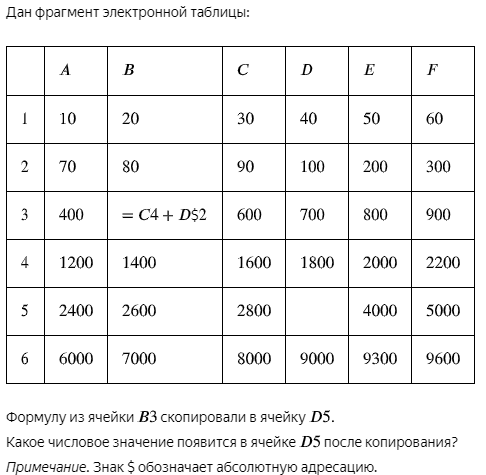 Дан фрагмент электронной таблицы:
A B C D E F
1 10 20 30 40 50 60
2 70 80 90 100 200 300
3 400 = C4 + D$2 600 700 800 900
4 1200 1400 1600 1800 2000 2200
5 2400 2600 2800 4000 5000
6 6000 7000 8000 9000 9300 9600
Формулу из ячейки B3 скопировали в ячейку D5.
Какое числовое значение появится в ячейке D5 после копирования?
Примечание. Знак $ обозначает абсолютную адресацию.